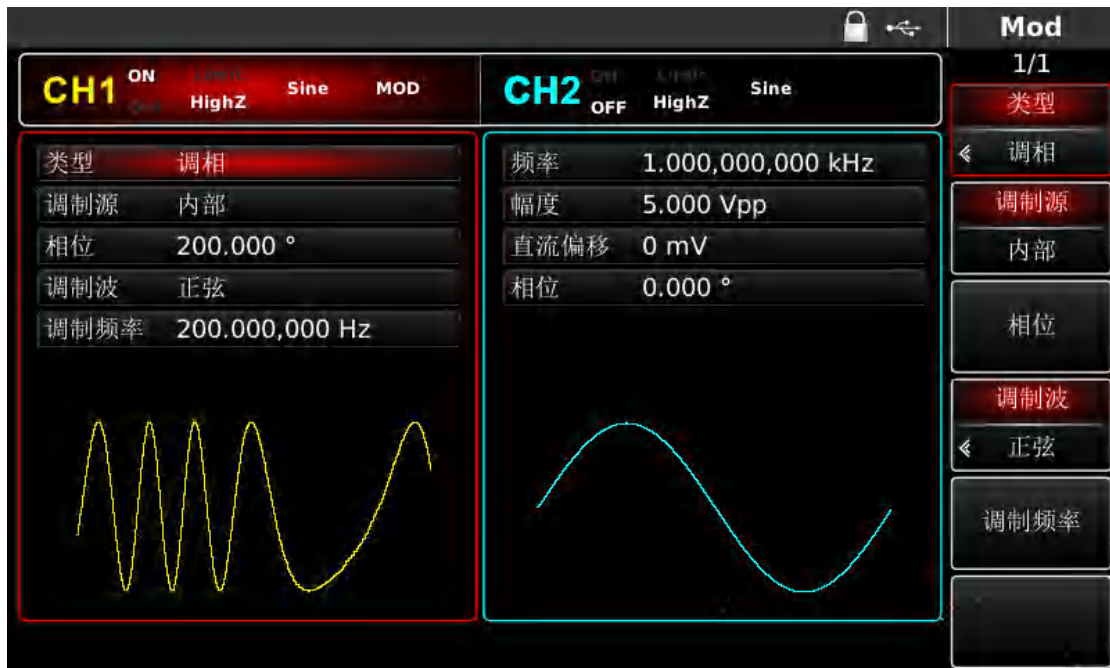 Mod
1/1
CH1 ON HighZ Sine MOD
CH2 OFF HighZ Sine
类型 调相
调制源 内部
相位 200.000 °
调制波 正弦
调制频率 200.000,000 Hz
频率 1.000,000,000 kHz
幅度 5.000 Vpp
直流偏移 0 mV
相位 0.000 °
类型
调相
调制源
内部
相位
调制波
正弦
调制频率